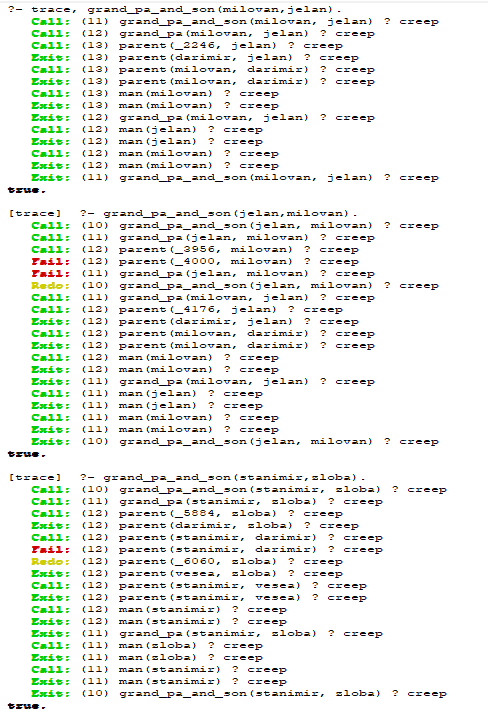 ?- trace, grand_pa_and_son(milovan,jelan).
Call: (11) grand_pa_and_son(milovan, jelan) ? creep
Call: (12) grand_pa(milovan, jelan) ? creep
Call: (13) parent(_2246, jelan) ? creep
Exit: (13) parent(darimir, jelan) ? creep
Call: (13) parent(milovan, darimir) ? creep
Exit: (13) parent(milovan, darimir) ? creep
Call: (13) man(milovan) ? creep
Exit: (13) man(milovan) ? creep
Exit: (12) grand_pa(milovan, jelan) ? creep
Call: (12) man(jelan) ? creep
Exit: (12) man(jelan) ? creep
Call: (12) man(milovan) ? creep
Exit: (12) man(milovan) ? creep
Exit: (11) grand_pa_and_son(milovan, jelan) ? creep
true.
[trace] ?- grand_pa_and_son(jelan,milovan).
Call: (10) grand_pa_and_son(jelan, milovan) ? creep
Call: (11) grand_pa(jelan, milovan) ? creep
Call: (12) parent(_3956, milovan) ? creep
Fail: (12) parent(_4000, milovan) ? creep
Fail: (11) grand_pa(jelan, milovan) ? creep
Redo: (10) grand_pa_and_son(jelan, milovan) ? creep
Call: (11) grand_pa(milovan, jelan) ? creep
Call: (12) parent(_4176, jelan) ? creep
Exit: (12) parent(darimir, jelan) ? creep
Call: (12) parent(milovan, darimir) ? creep
Exit: (12) parent(milovan, darimir) ? creep
Call: (12) man(milovan) ? creep
Exit: (12) man(milovan) ? creep
Exit: (11) grand_pa(milovan, jelan) ? creep
Call: (11) man(jelan) ? creep
Exit: (11) man(jelan) ? creep
Call: (11) man(milovan) ? creep
Exit: (11) man(milovan) ? creep
Exit: (10) grand_pa_and_son(jelan, milovan) ? creep
true.
[trace] ?- grand_pa_and_son(stanimir,zloba).
Call: (10) grand_pa_and_son(stanimir, zloba) ? creep
Call: (11) grand_pa(stanimir, zloba) ? creep
Call: (12) parent(_5884, zloba) ? creep
Exit: (12) parent(darimir, zloba) ? creep
Call: (12) parent(stanimir, darimir) ? creep
Fail: (12) parent(stanimir, darimir) ? creep
Redo: (12) parent(_6060, zloba) ? creep
Exit: (12) parent(vesea, zloba) ? creep
Call: (12) parent(stanimir, vesea) ? creep
Exit: (12) parent(stanimir, vesea) ? creep
Call: (12) man(stanimir) ? creep
Exit: (12) man(stanimir) ? creep
Exit: (11) grand_pa(stanimir, zloba) ? creep
Call: (11) man(zloba) ? creep
Exit: (11) man(zloba) ? creep
Call: (11) man(stanimir) ? creep
Exit: (11) man(stanimir) ? creep
Exit: (10) grand_pa_and_son(stanimir, zloba) ? creep
true.